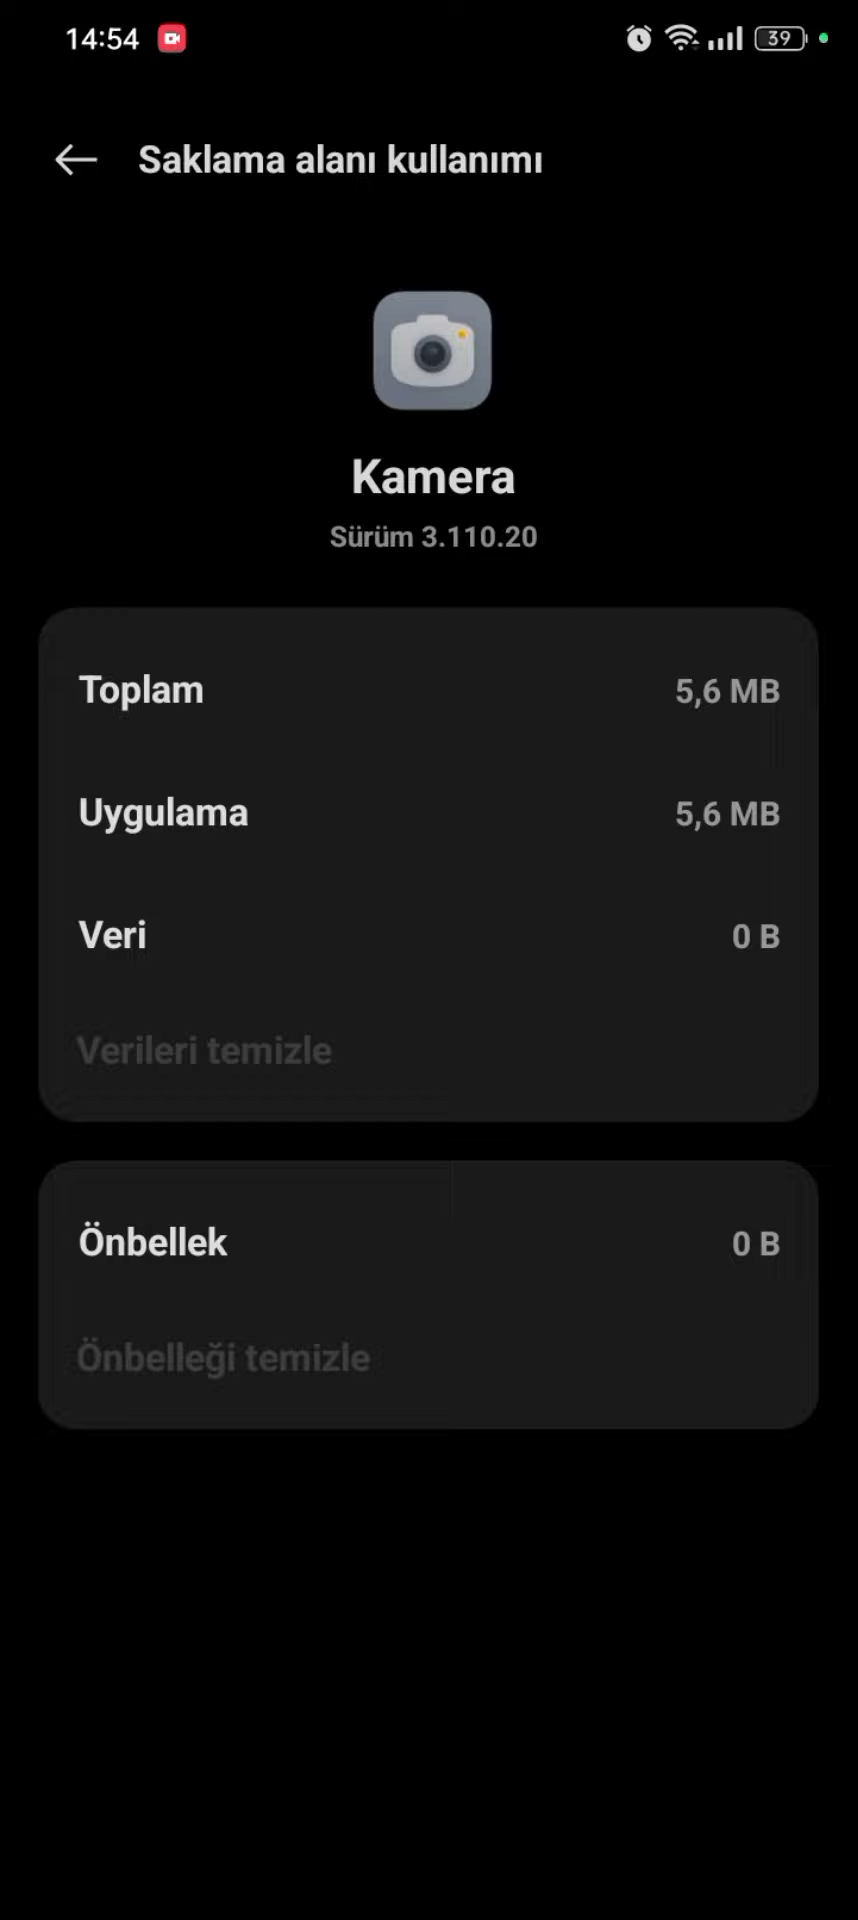 14:54
39
Saklama alanı kullanımı
Kamera
Sürüm 3.110.20
Toplam 5,6 MB
Uygulama 5,6 MB
Veri 0 B
Verileri temizle
Önbellek 0 B
Önbelleği temizle